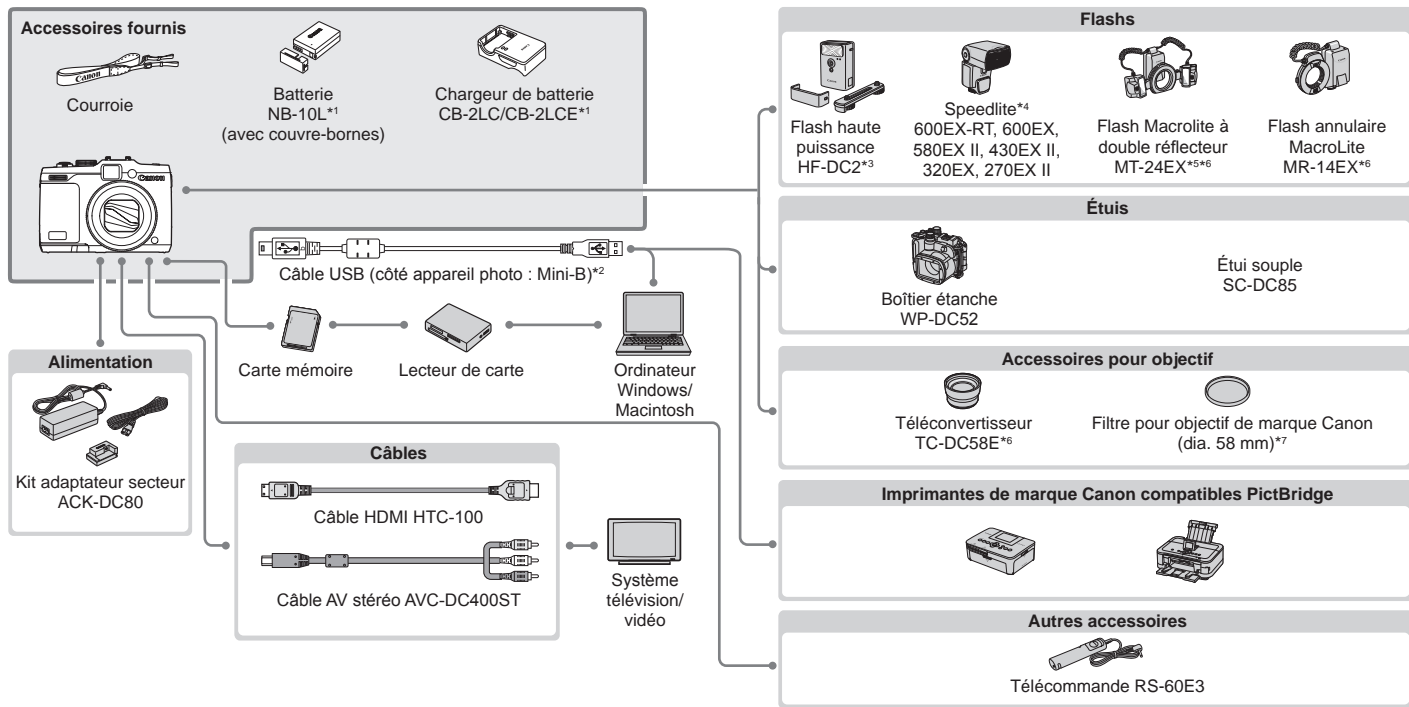 Accessoires fournis
Canon
Courroie
Batterie
NB-10L*1
(avec couvre-bornes)
Chargeur de batterie
CB-2LC/CB-2LCE*1
Canon
Câble USB (côté appareil photo : Mini-B)*2
Carte mémoire
Lecteur de carte
Ordinateur
Windows/
Macintosh
Alimentation
Kit adaptateur secteur
ACK-DC80
Câbles
Câble HDMI HTC-100
Câble AV stéréo AVC-DC400ST
Système
télévision/
vidéo
Flashs
Flash haute
puissance
HF-DC2*3
Speedlite*4
600EX-RT, 600EX,
580EX II, 430EX II,
320EX, 270EX II
Flash Macrolite à
double réflecteur
MT-24EX*5*6
Flash annulaire
MacroLite
MR-14EX*6
Étuis
Boîtier étanche
WP-DC52
Étui souple
SC-DC85
Accessoires pour objectif
Téléconvertisseur
TC-DC58E*6
Filtre pour objectif de marque Canon
(dia. 58 mm)*7
Imprimantes de marque Canon compatibles PictBridge
Autres accessoires
Télécommande RS-60E3